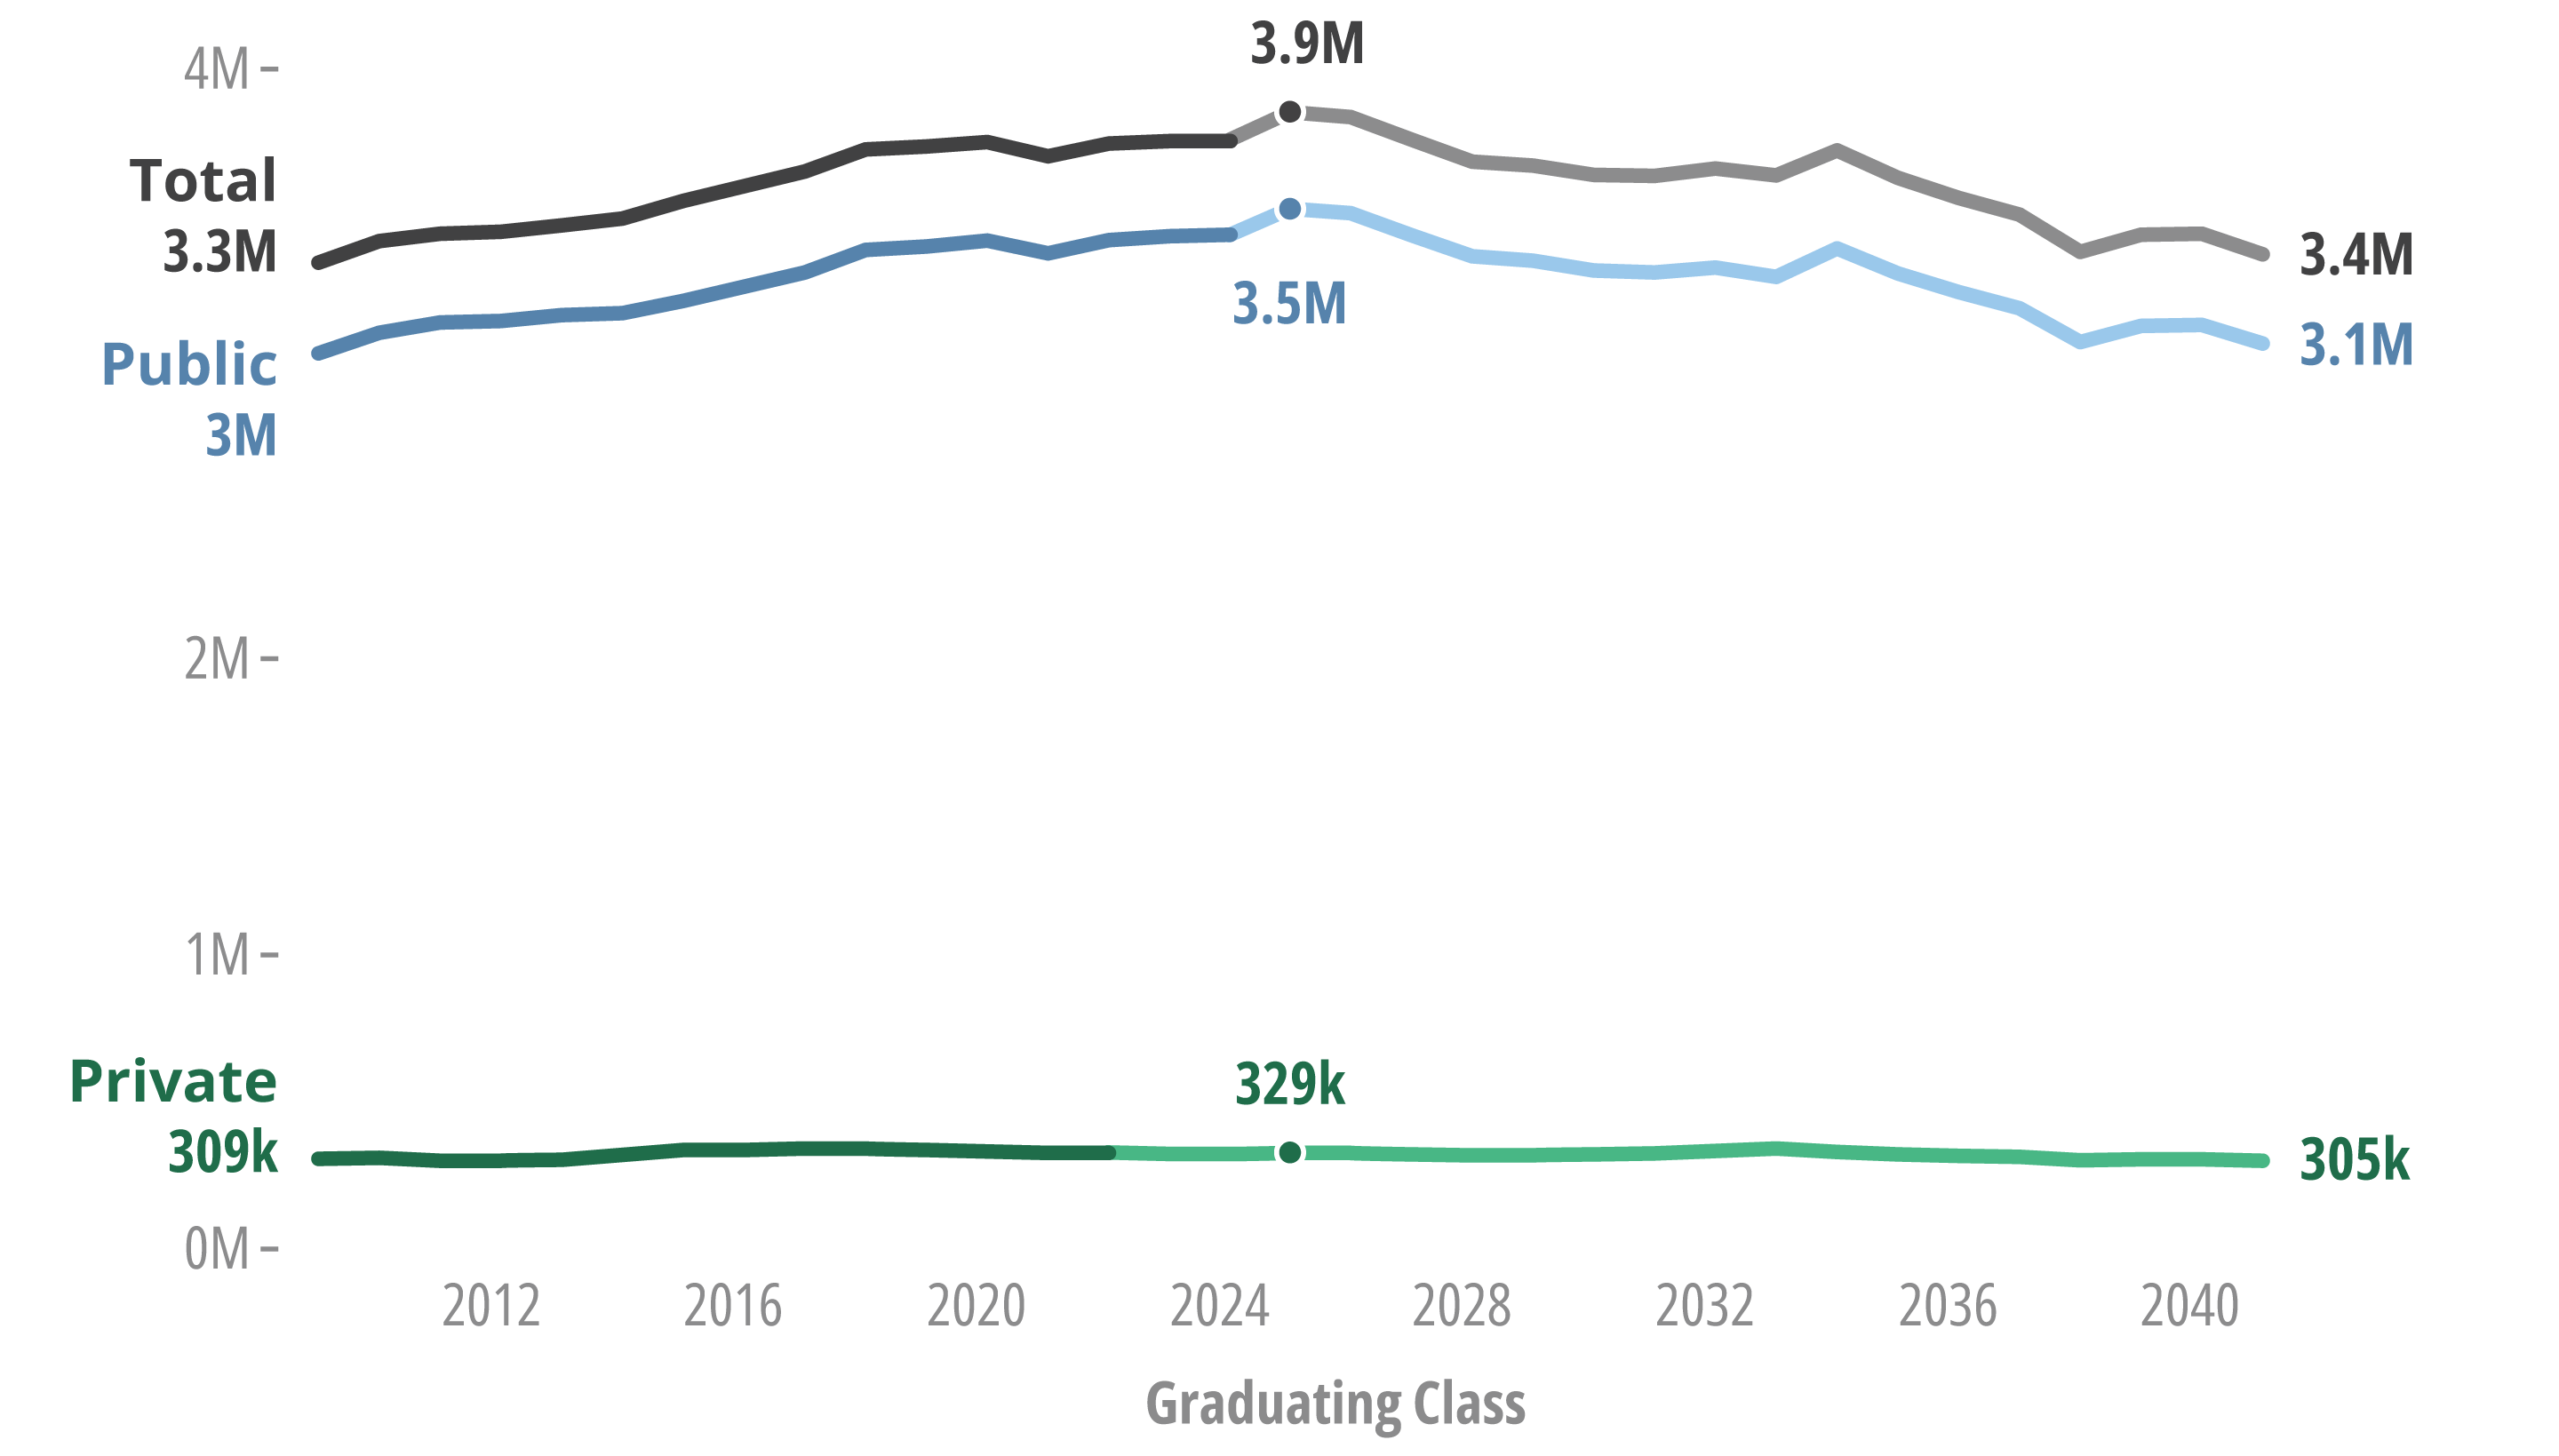 3.9M
4M
Total
3.3M
3.4M
3.5M
3.1M
Public
3M
2M
1M
Private
309k
329k
305k
0M
2012 2016 2020 2024 2028 2032 2036 2040
Graduating Class